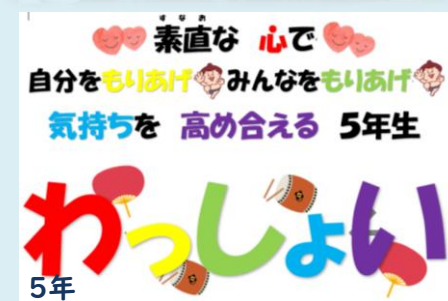 すなお
素直な 心で
自分をもりあげ みんなをもりあげ
気持ちを 高め合える 5年生
わっしょい
5年